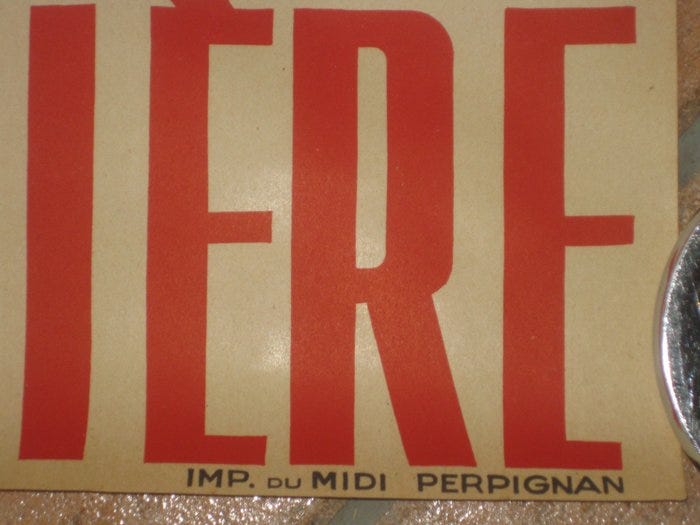 IÈRE
IMP. DU MIDI PERPIGNAN